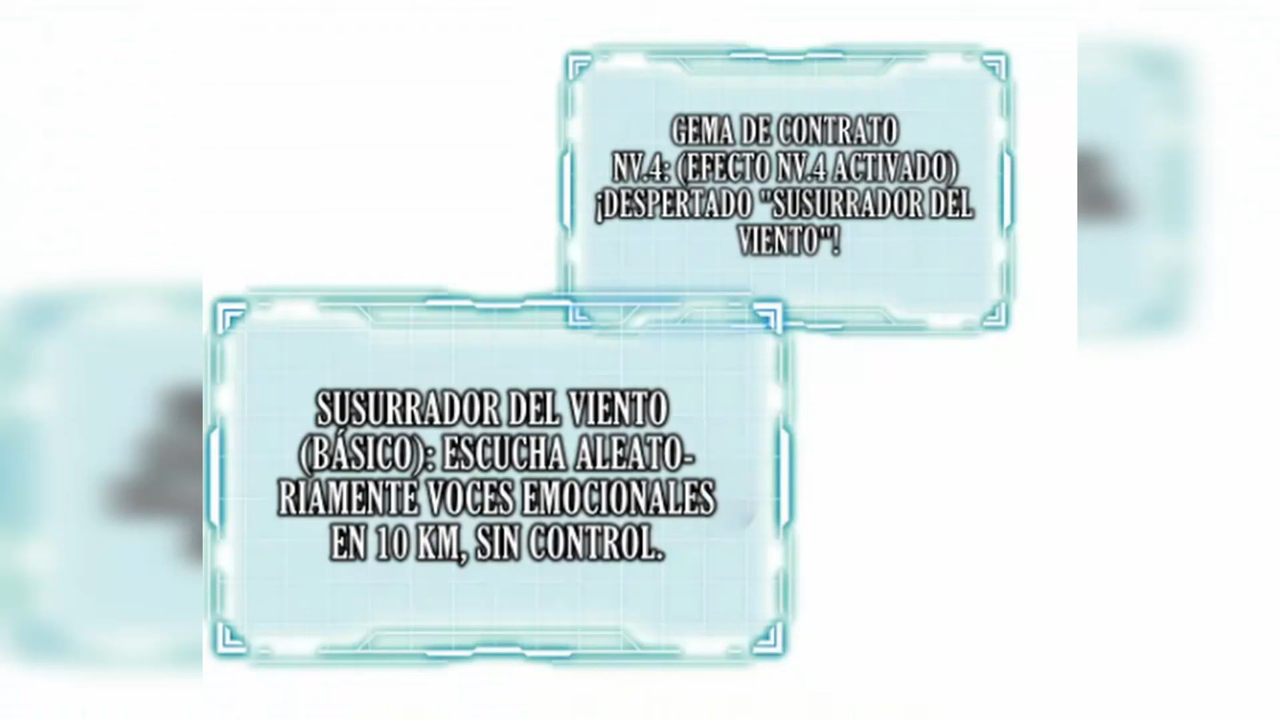 GEMA DE CONTRATO
NV.4: (EFECTO NV.4 ACTIVADO)
¡DESPERTADO "SUSURRADOR DEL
VIENTO"!
SUSURRADOR DEL VIENTO
(BÁSICO): ESCUCHA ALEATO-
RIAMENTE VOCES EMOCIONALES
EN 10 KM, SIN CONTROL.